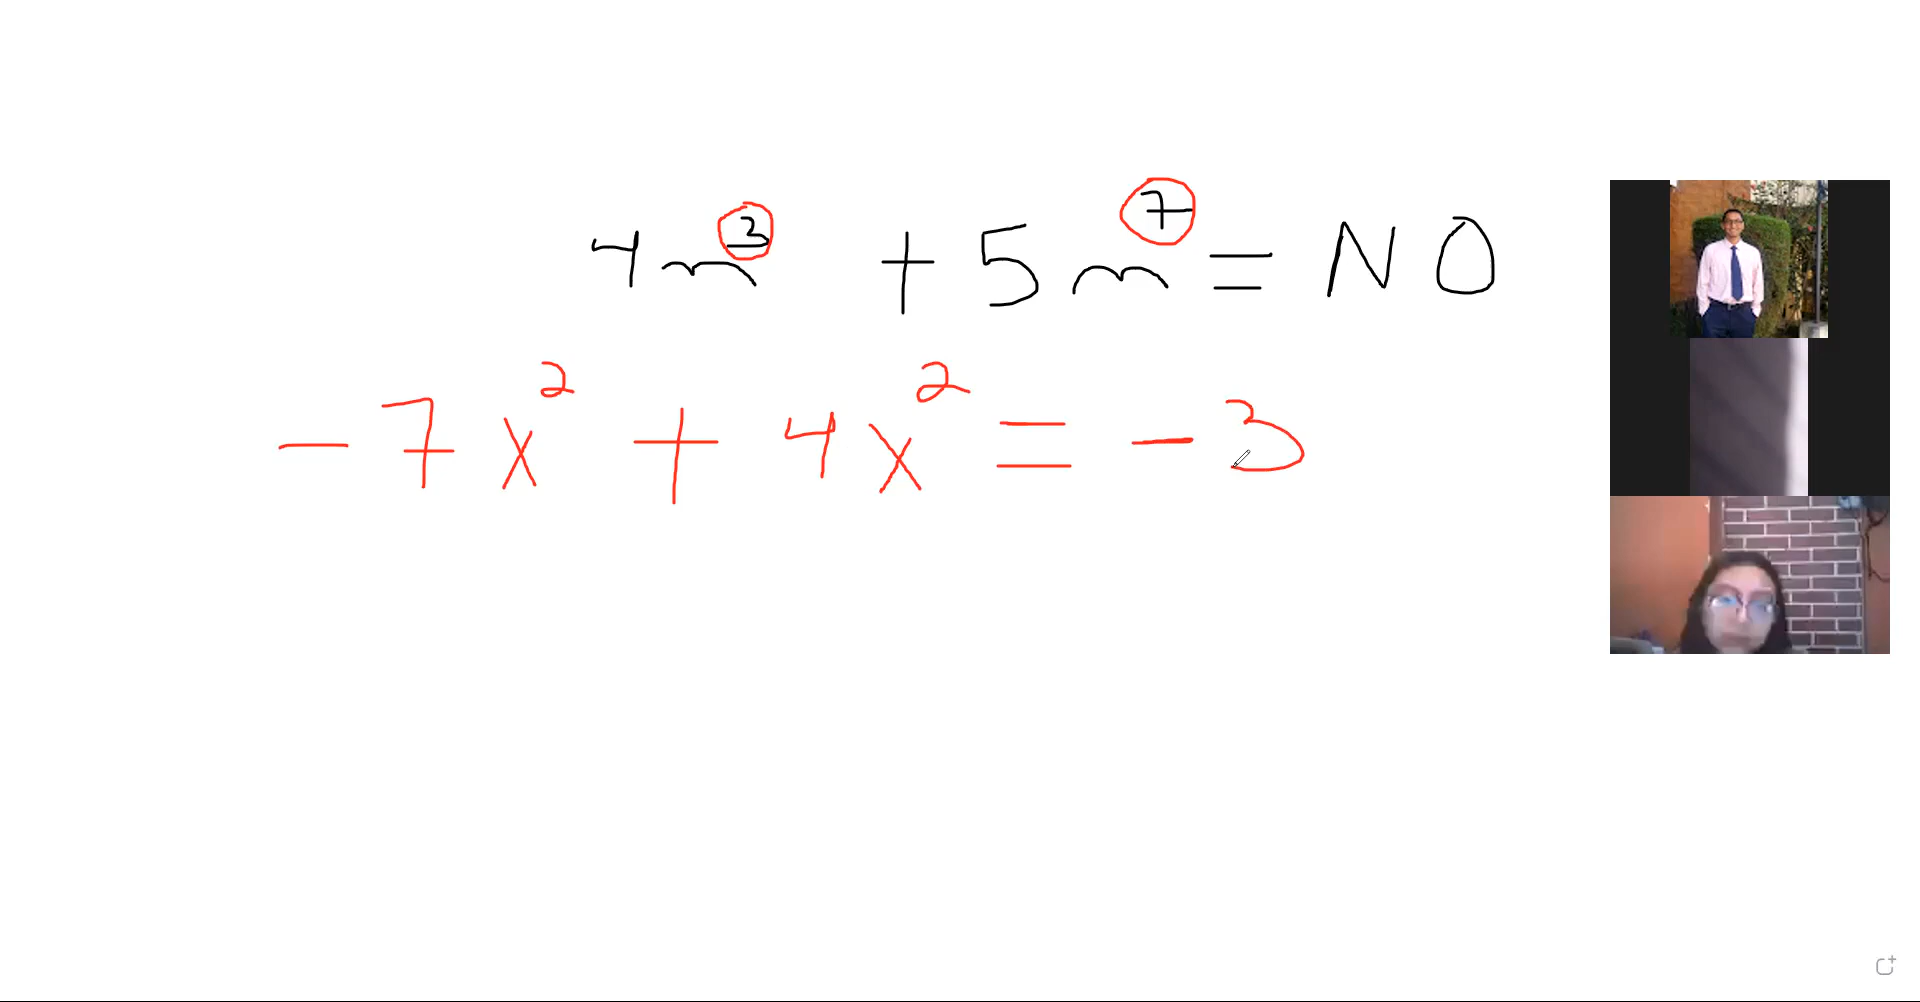 4m³ + 5m⁷ = NO
-7x² + 4x² = -3